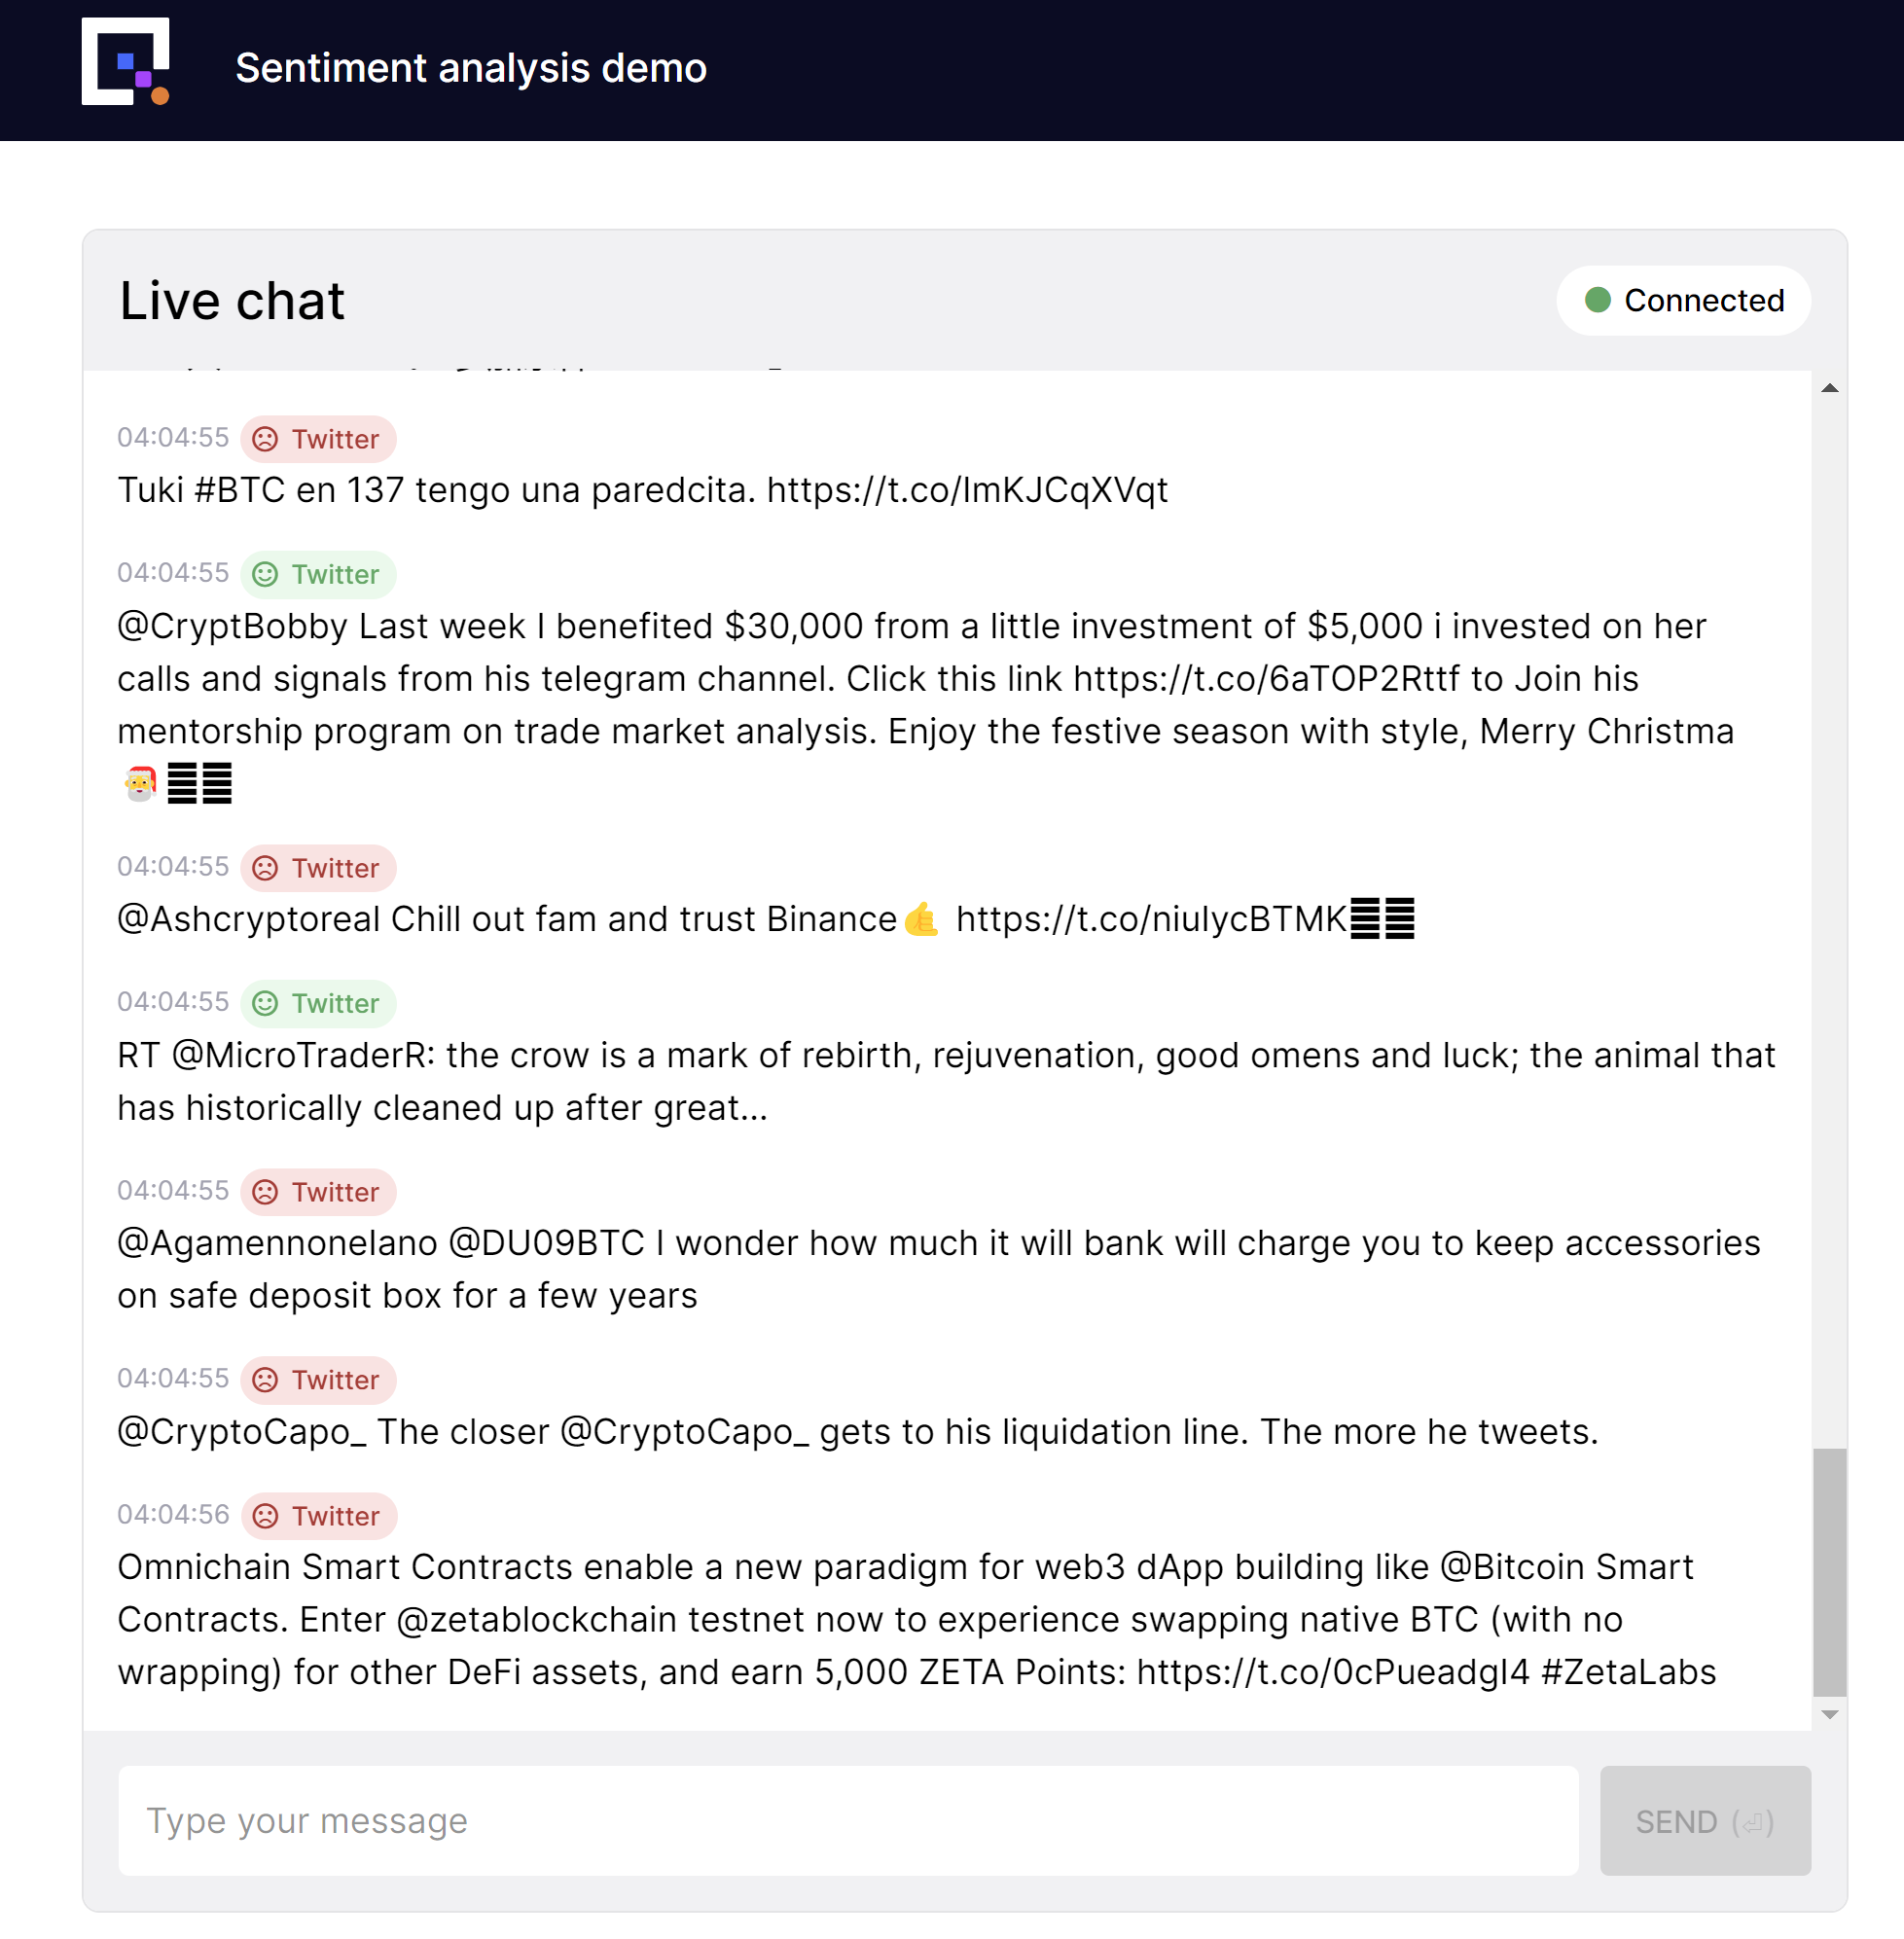 Sentiment analysis demo
Live chat
Connected
04:04:55 Twitter
Tuki #BTC en 137 tengo una paredcita. https://t.co/ImKJCqXVqt
04:04:55 Twitter
@CryptBobby Last week I benefited $30,000 from a little investment of $5,000 i invested on her
calls and signals from his telegram channel. Click this link https://t.co/6aTOP2Rttf to Join his
mentorship program on trade market analysis. Enjoy the festive season with style, Merry Christma
🎅
04:04:55 Twitter
@Ashcryptoreal Chill out fam and trust Binance🤙 https://t.co/niulycBTMK
04:04:55 Twitter
RT @MicroTraderR: the crow is a mark of rebirth, rejuvenation, good omens and luck; the animal that
has historically cleaned up after great…
04:04:55 Twitter
@Agamennonelano @DU09BTC I wonder how much it will bank will charge you to keep accessories
on safe deposit box for a few years
04:04:55 Twitter
@CryptoCapo_ The closer @CryptoCapo_ gets to his liquidation line. The more he tweets.
04:04:56 Twitter
Omnichain Smart Contracts enable a new paradigm for web3 dApp building like @Bitcoin Smart
Contracts. Enter @zetablockchain testnet now to experience swapping native BTC (with no
wrapping) for other DeFi assets, and earn 5,000 ZETA Points: https://t.co/0cPueadgI4 #ZetaLabs
Type your message
SEND (⏎)